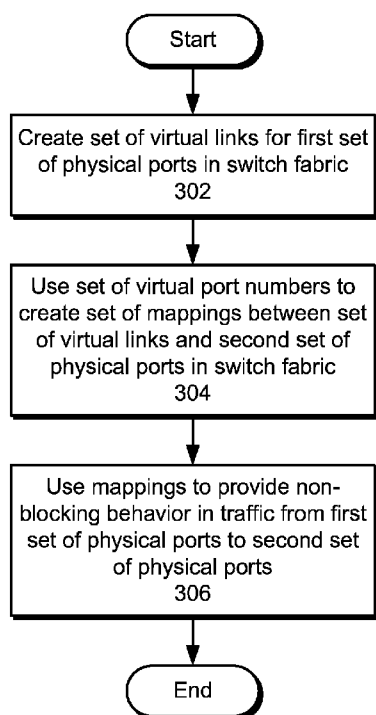 Start
Create set of virtual links for first set
of physical ports in switch fabric
302
Use set of virtual port numbers to
create set of mappings between set
of virtual links and second set of
physical ports in switch fabric
304
Use mappings to provide non-
blocking behavior in traffic from first
set of physical ports to second set
of physical ports
306
End